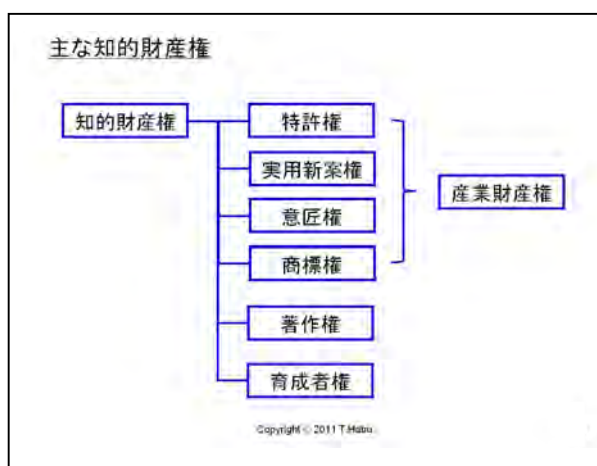 主な知的財産権
知的財産権
特許権
実用新案権
意匠権
商標権
産業財産権
著作権
育成者権
Copyright © 2011 T.Habu